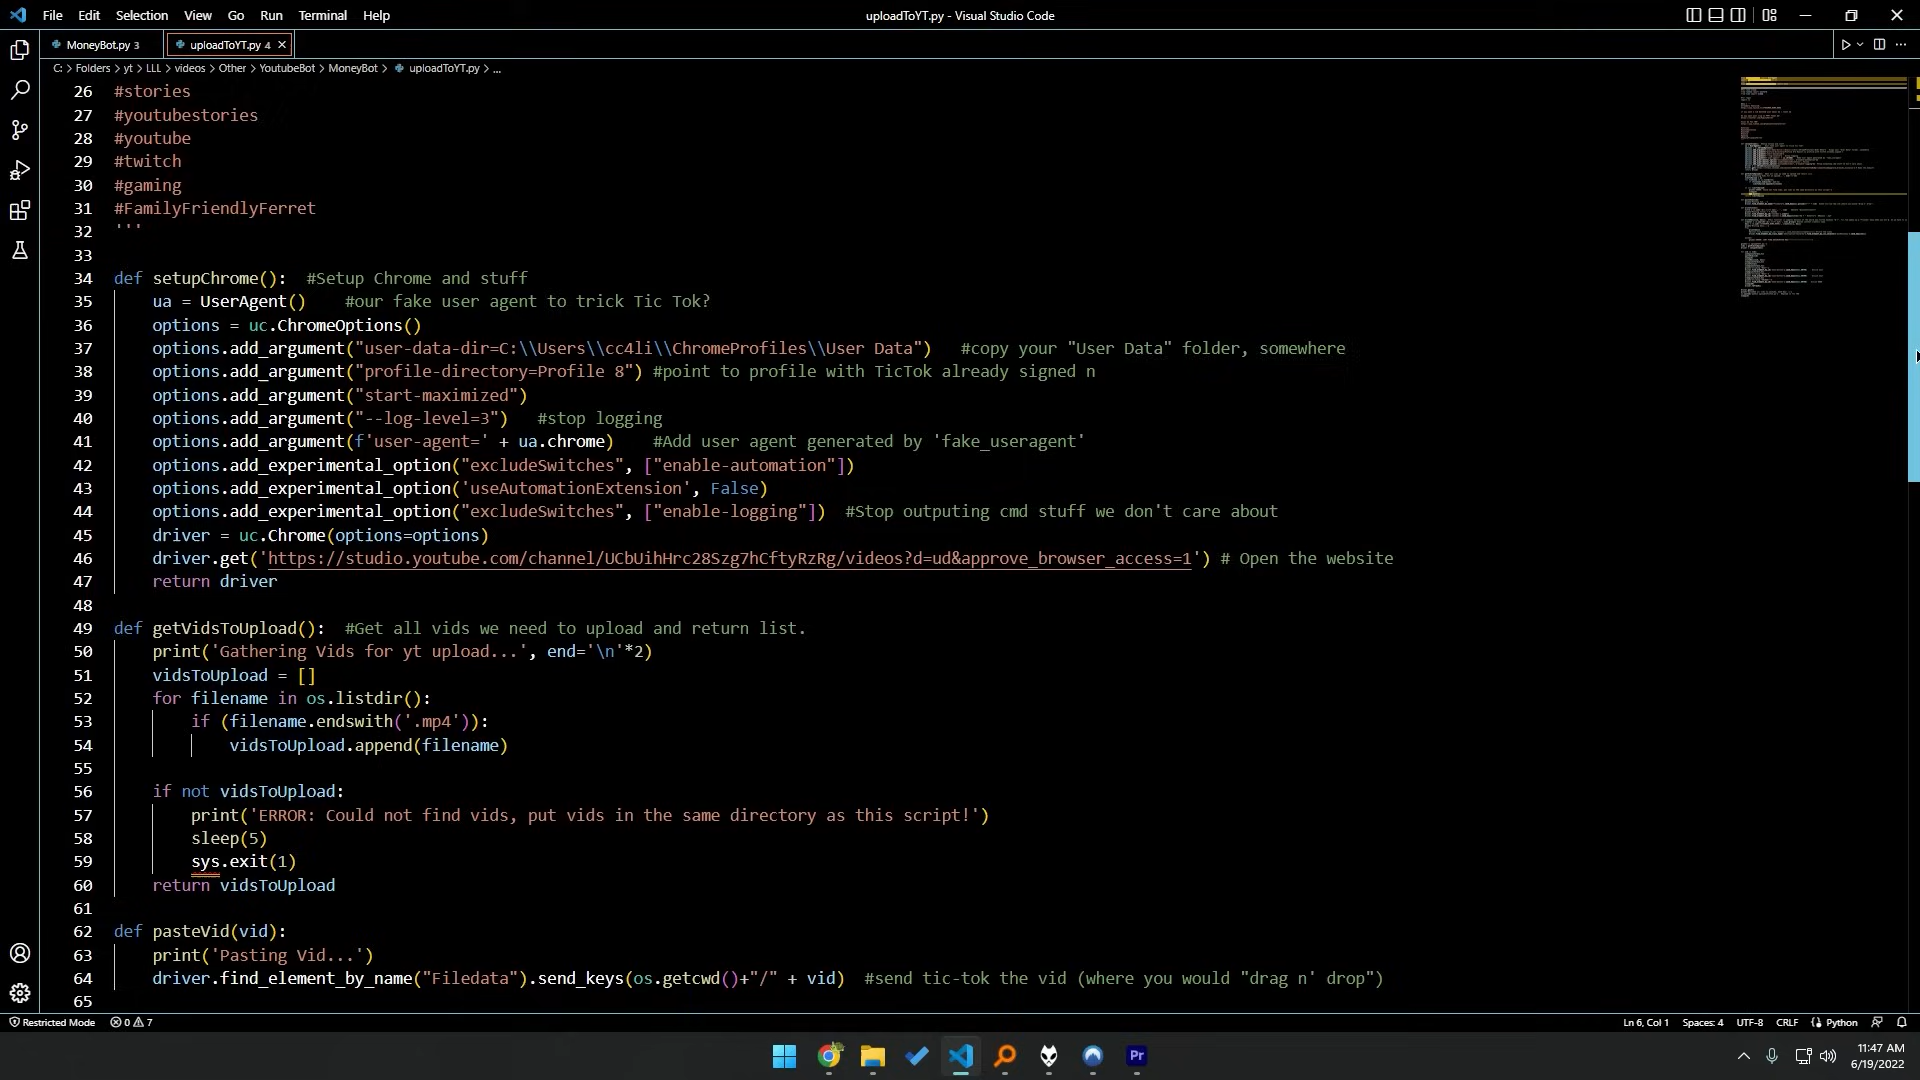 File Edit Selection View Go Run Terminal Help
uploadToYT.py - Visual Studio Code
MoneyBot.py 3
uploadToYT.py 4
C: > Folders > yt > LLL > videos > Other > YoutubeBot > MoneyBot > uploadToYT.py > ...
26 #stories
27 #youtubestories
28 #youtube
29 #twitch
30 #gaming
31 #FamilyFriendlyFerret
32 '''
33
34 def setupChrome():  #Setup Chrome and stuff
35     ua = UserAgent()    #our fake user agent to trick Tic Tok?
36     options = uc.ChromeOptions()
37     options.add_argument("user-data-dir=C:\\Users\\cc4li\\ChromeProfiles\\User Data")   #copy your "User Data" folder, somewhere
38     options.add_argument("profile-directory=Profile 8") #point to profile with TicTok already signed n
39     options.add_argument("start-maximized")
40     options.add_argument("--log-level=3")   #stop logging
41     options.add_argument(f'user-agent=' + ua.chrome)    #Add user agent generated by 'fake_useragent'
42     options.add_experimental_option("excludeSwitches", ["enable-automation"])
43     options.add_experimental_option('useAutomationExtension', False)
44     options.add_experimental_option("excludeSwitches", ["enable-logging"])  #Stop outputing cmd stuff we don't care about
45     driver = uc.Chrome(options=options)
46     driver.get('https://studio.youtube.com/channel/UCbUihHrc28Szg7hCftyRzRg/videos?d=ud&approve_browser_access=1') # Open the website
47     return driver
48
49 def getVidsToUpload():  #Get all vids we need to upload and return list.
50     print('Gathering Vids for yt upload...', end='\n'*2)
51     vidsToUpload = []
52     for filename in os.listdir():
53         if (filename.endswith('.mp4')):
54             vidsToUpload.append(filename)
55
56     if not vidsToUpload:
57         print('ERROR: Could not find vids, put vids in the same directory as this script!')
58         sleep(5)
59         sys.exit(1)
60     return vidsToUpload
61
62 def pasteVid(vid):
63     print('Pasting Vid...')
64     driver.find_element_by_name("Filedata").send_keys(os.getcwd()+"/" + vid)  #send tic-tok the vid (where you would "drag n' drop")
65
Restricted Mode 0 7 Ln 6, Col 1 Spaces: 4 UTF-8 CRLF Python
Pr
11:47 AM
6/19/2022